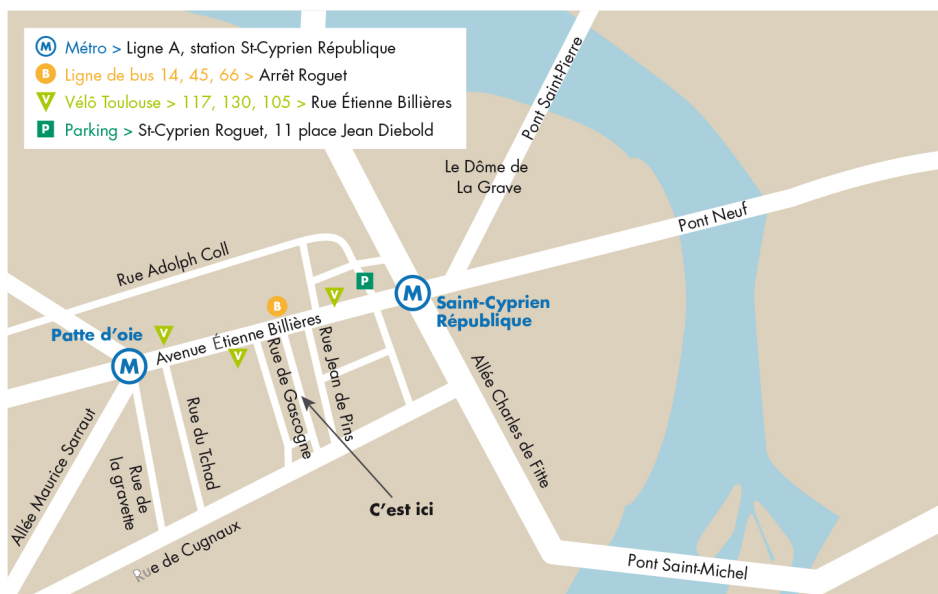 M Métro > Ligne A, station St-Cyprien République
B Ligne de bus 14, 45, 66 > Arrêt Roguet
V Vélô Toulouse > 117, 130, 105 > Rue Étienne Billières
P Parking > St-Cyprien Roguet, 11 place Jean Diebold
Pont Saint-Pierre
Le Dôme de
La Grave
Pont Neuf
Rue Adolph Coll
P
M
Saint-Cyprien
République
V
B
Patte d'oie
V
M
Avenue Étienne Billières
V
Rue de Gascogne
Rue Jean de Pins
Allée Charles de Fitte
Rue du Tchad
Rue de
la gravette
Allée Maurice Sarraut
C'est ici
Rue de Cugnaux
Pont Saint-Michel